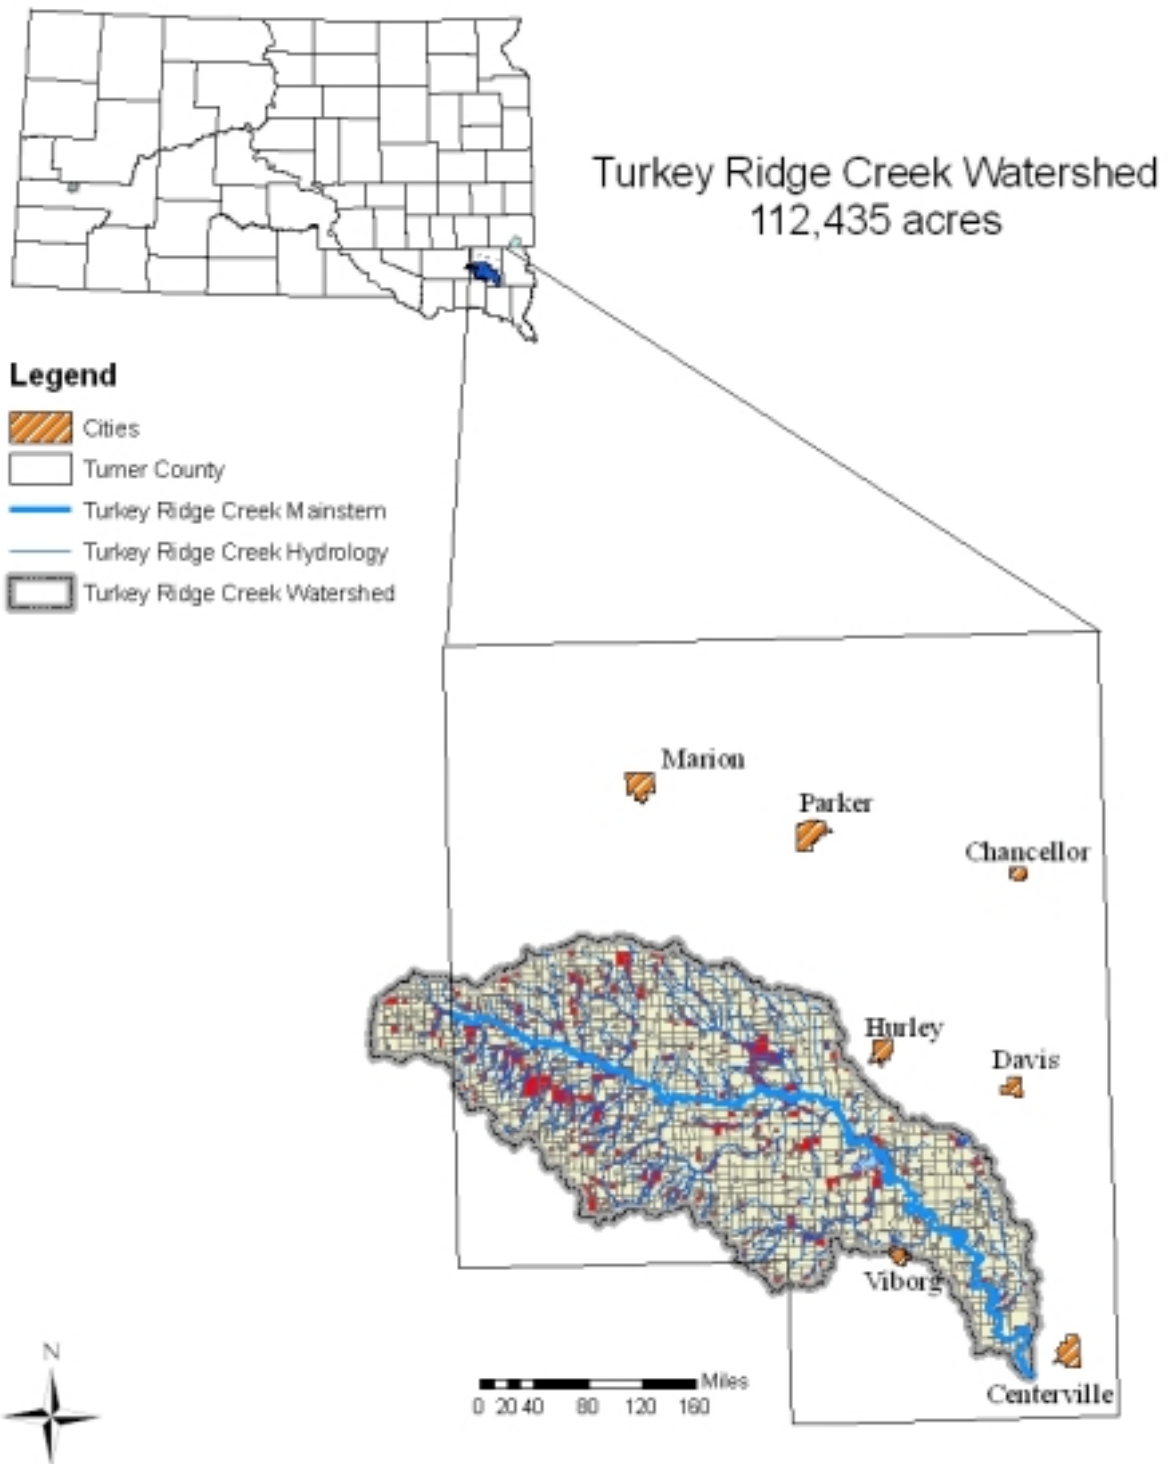 Turkey Ridge Creek Watershed
112,435 acres
Legend
Cities
Turner County
Turkey Ridge Creek Mainstem
Turkey Ridge Creek Hydrology
Turkey Ridge Creek Watershed
Marion
Parker
Chancellor
Hurley
Davis
Viborg
Centerville
N
Miles
0 20 40 80 120 160